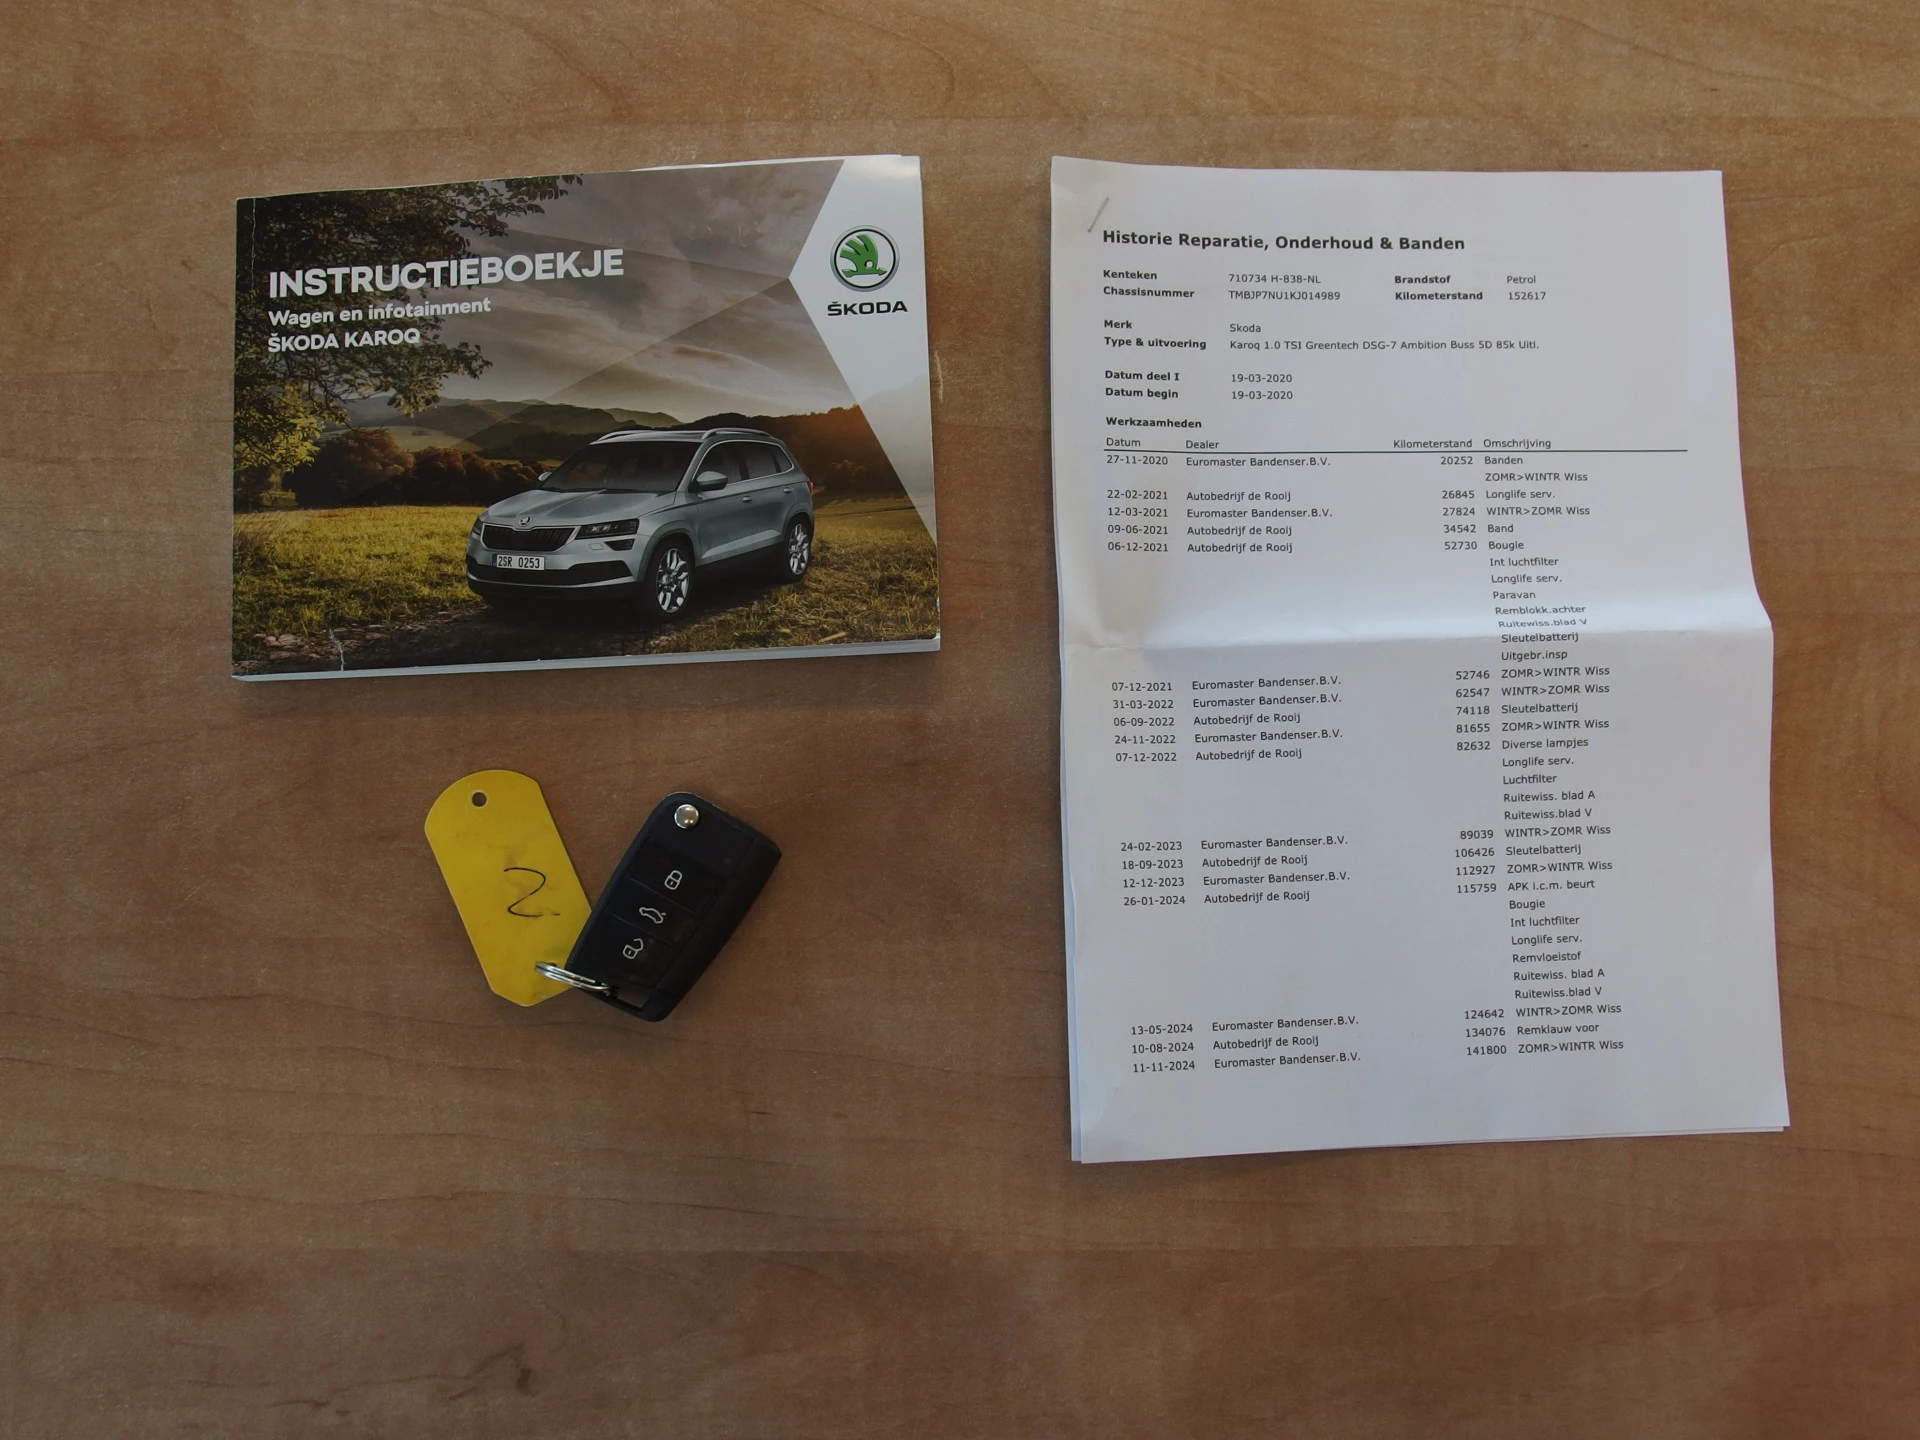 INSTRUCTIEBOEKJE
Wagen en infotainment
ŠKODA KAROQ
ŠKODA
2SR 0253
2
Historie Reparatie, Onderhoud & Banden
Kenteken 710734 H-838-NL Brandstof Petrol
Chassisnummer TMBJP7NU1KJ014989 Kilometerstand 152617
Merk Skoda
Type & uitvoering Karoq 1.0 TSI Greentech DSG-7 Ambition Buss 5D 85k Uitl.
Datum deel I 19-03-2020
Datum begin 19-03-2020
Werkzaamheden
Datum Dealer Kilometerstand Omschrijving
27-11-2020 Euromaster Bandenser.B.V. 20252 Banden
ZOMR>WINTR Wiss
22-02-2021 Autobedrijf de Rooij 26845 Longlife serv.
12-03-2021 Euromaster Bandenser.B.V. 27824 WINTR>ZOMR Wiss
09-06-2021 Autobedrijf de Rooij 34542 Band
06-12-2021 Autobedrijf de Rooij 52730 Bougie
Int luchtfilter
Longlife serv.
Paravan
Remblokk.achter
Ruitewiss.blad V
Sleutelbatterij
Uitgebr.insp
07-12-2021 Euromaster Bandenser.B.V. 52746 ZOMR>WINTR Wiss
31-03-2022 Euromaster Bandenser.B.V. 62547 WINTR>ZOMR Wiss
06-09-2022 Autobedrijf de Rooij 74118 Sleutelbatterij
24-11-2022 Euromaster Bandenser.B.V. 81655 ZOMR>WINTR Wiss
07-12-2022 Autobedrijf de Rooij 82632 Diverse lampjes
Longlife serv.
Luchtfilter
Ruitewiss. blad A
Ruitewiss.blad V
24-02-2023 Euromaster Bandenser.B.V. 89039 WINTR>ZOMR Wiss
18-09-2023 Autobedrijf de Rooij 106426 Sleutelbatterij
12-12-2023 Euromaster Bandenser.B.V. 112927 ZOMR>WINTR Wiss
26-01-2024 Autobedrijf de Rooij 115759 APK i.c.m. beurt
Bougie
Int luchtfilter
Longlife serv.
Remvloeistof
Ruitewiss. blad A
Ruitewiss.blad V
13-05-2024 Euromaster Bandenser.B.V. 124642 WINTR>ZOMR Wiss
10-08-2024 Autobedrijf de Rooij 134076 Remklauw voor
11-11-2024 Euromaster Bandenser.B.V. 141800 ZOMR>WINTR Wiss